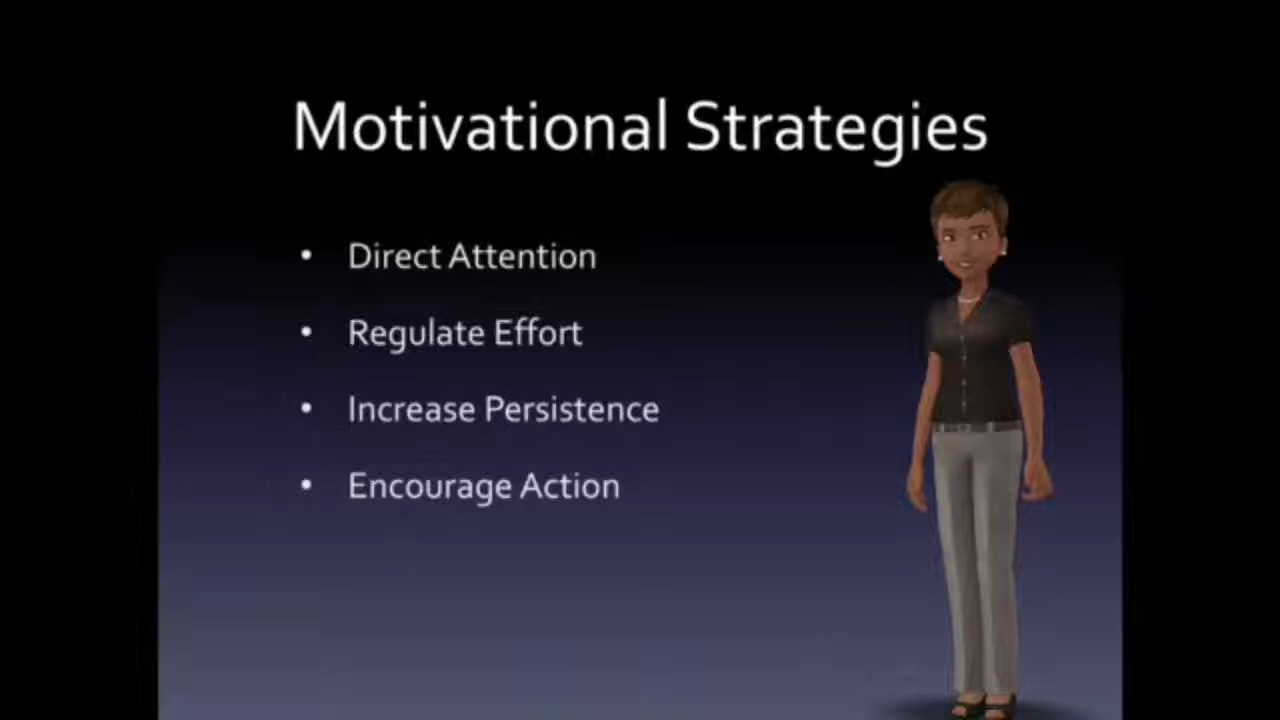 Motivational Strategies
• Direct Attention
• Regulate Effort
• Increase Persistence
• Encourage Action